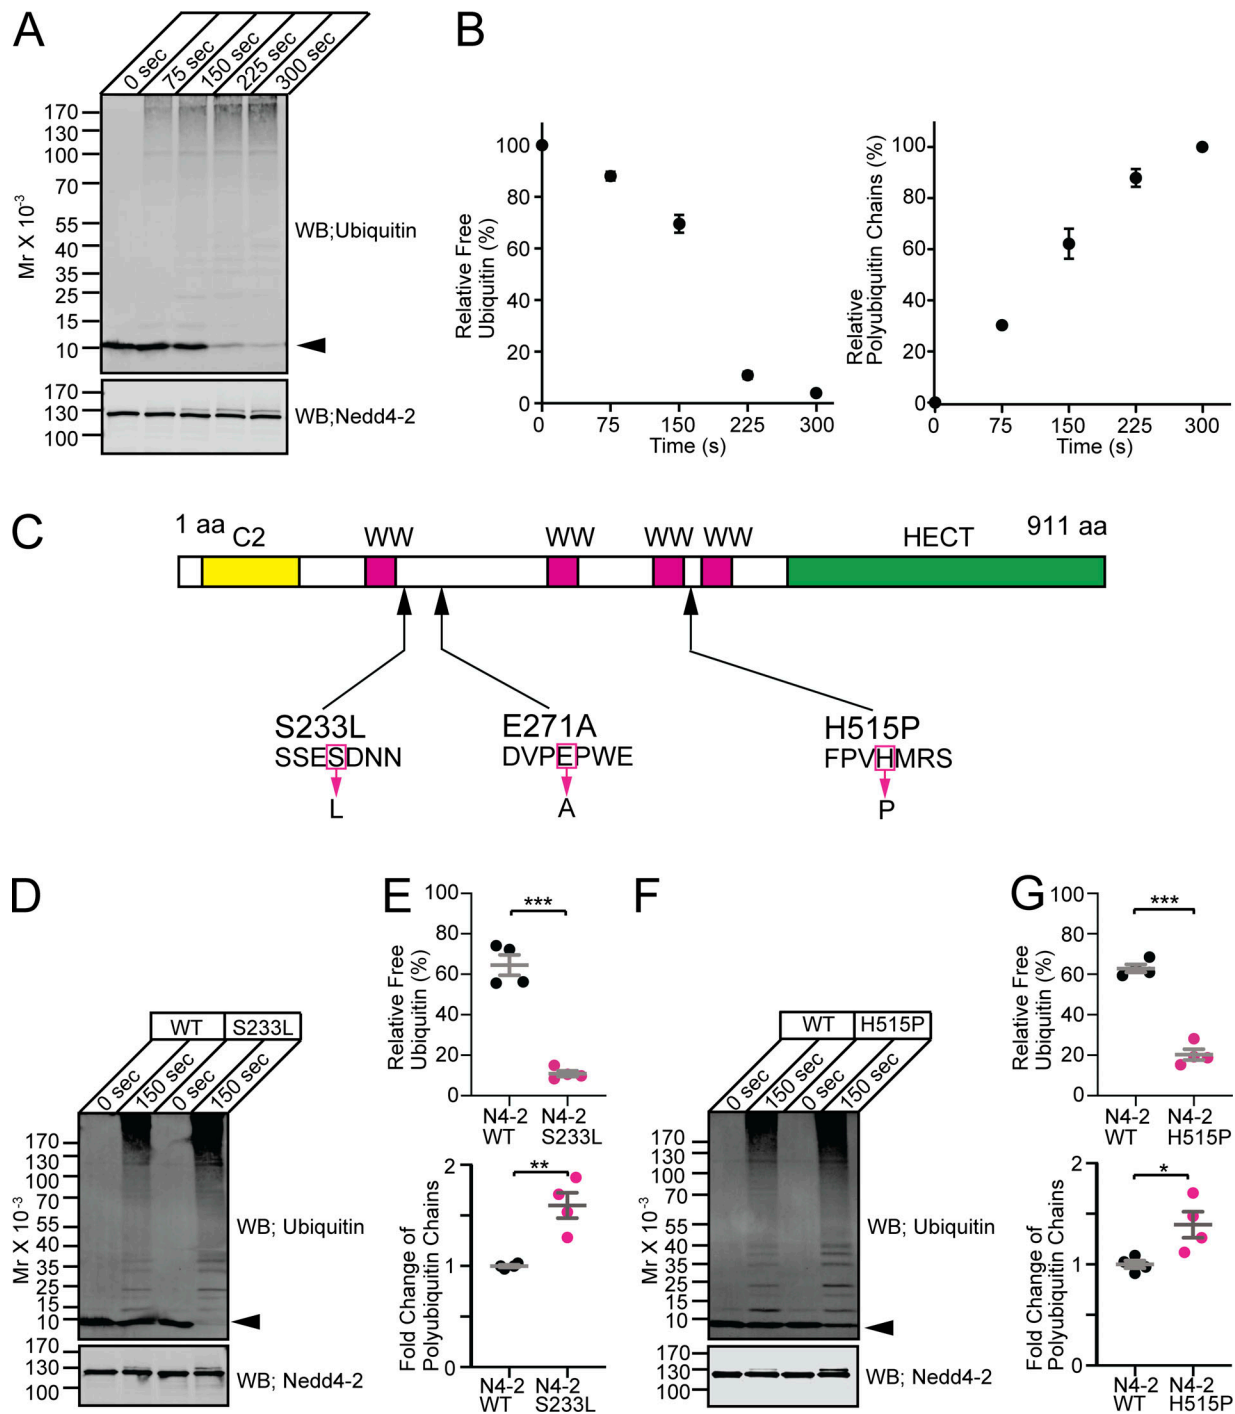 A
0 sec
75 sec
150 sec
225 sec
300 sec
Mr X 10-3
170
130
100
70
55
40
35
25
15
10
WB;Ubiquitin
170
130
100
WB;Nedd4-2
B
Relative Free
Ubiquitin (%)
100
80
60
40
20
0
0 75 150 225 300
Time (s)
Relative
Polyubiquitin Chains (%)
100
80
60
40
20
0
0 75 150 225 300
Time (s)
C
1 aa
C2
WW
WW
WW
WW
HECT
911 aa
S233L
SSESDNN
L
E271A
DVPEPWE
A
H515P
FPVHMRS
P
D
WT S233L
0 sec
150 sec
0 sec
150 sec
Mr X 10-3
170
130
100
70
55
40
35
25
15
10
WB; Ubiquitin
170
130
100
WB; Nedd4-2
E
Relative Free
Ubiquitin (%)
100
80
60
40
20
0
***
N4-2
WT
N4-2
S233L
Fold Change of
Polyubiquitin Chains
2
1
0
**
N4-2
WT
N4-2
S233L
F
WT H515P
0 sec
150 sec
0 sec
150 sec
Mr X 10-3
170
130
100
70
55
40
35
25
15
10
WB; Ubiquitin
170
130
100
WB; Nedd4-2
G
Relative Free
Ubiquitin (%)
100
80
60
40
20
0
***
N4-2
WT
N4-2
H515P
Fold Change of
Polyubiquitin Chains
2
1
0
*
N4-2
WT
N4-2
H515P